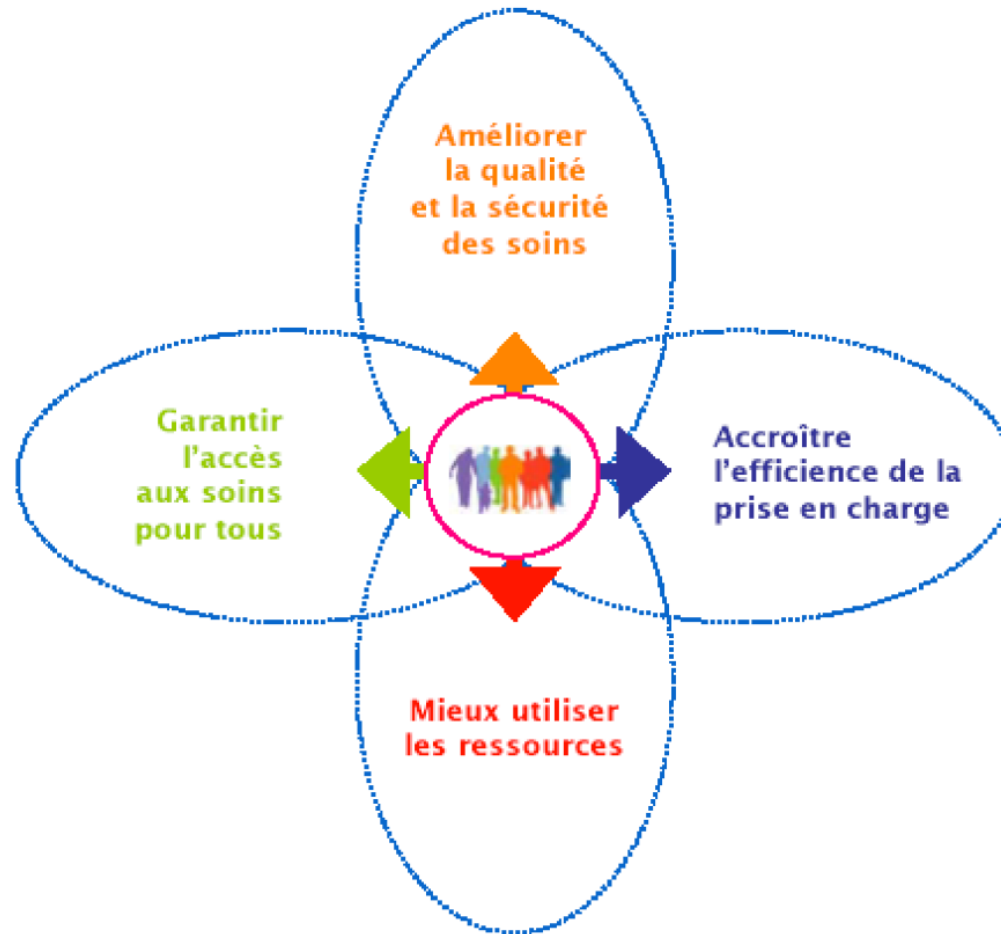 Améliorer
la qualité
et la sécurité
des soins
Garantir
l'accès
aux soins
pour tous
Accroître
l'efficience de la
prise en charge
Mieux utiliser
les ressources